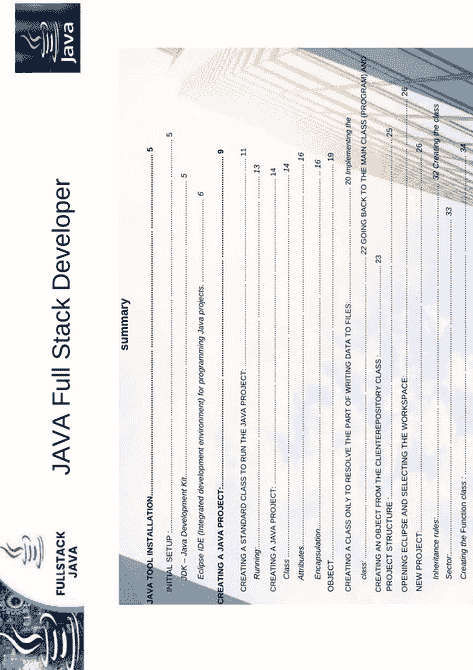 FULLSTACK
JAVA
JAVA Full Stack Developer
Java
summary
JAVA TOOL INSTALLATION 5
INITIAL SETUP : 5
JDK – Java Development Kit. 5
Eclipse IDE (Integrated development environment) for programming Java projects. 6
CREATING A JAVA PROJECT: 9
CREATING A STANDARD CLASS TO RUN THE JAVA PROJECT: 11
Running: 13
CREATING A JAVA PROJECT: 14
Class 14
Attributes 16
Encapsulation 16
OBJECT 19
CREATING A CLASS ONLY TO RESOLVE THE PART OF WRITING DATA TO FILES: 20 Implementing the
class: 22 GOING BACK TO THE MAIN CLASS (PROGRAM) AND
CREATING AN OBJECT FROM THE CLIENTEREPOSITORY CLASS 23
PROJECT STRUCTURE 25
OPENING ECLIPSE AND SELECTING THE WORKSPACE: 26
NEW PROJECT: 26
Inheritance rules: 32 Creating the class
Sector: 33
Creating the Function class : 34